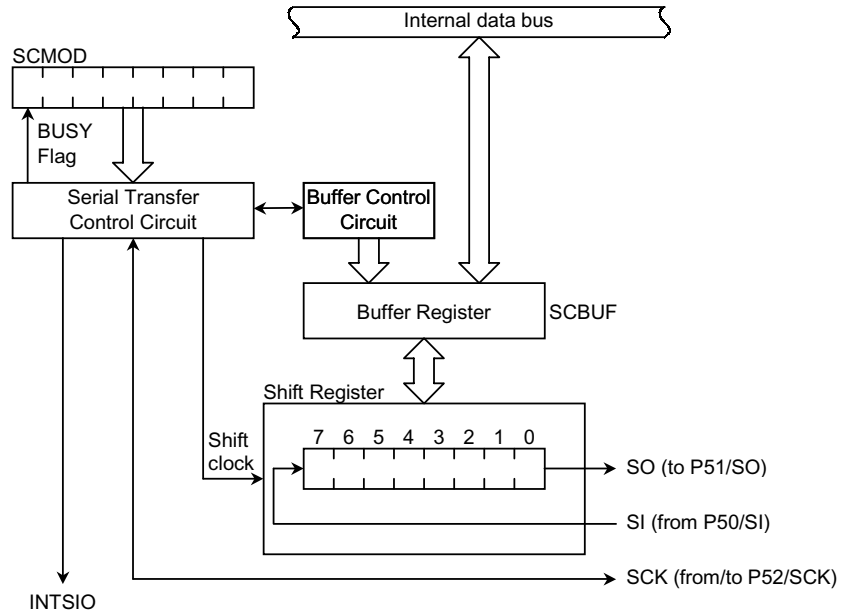 Internal data bus
SCMOD
BUSY
Flag
Serial Transfer
Control Circuit
Buffer Control
Circuit
Buffer Register
SCBUF
Shift Register
Shift
clock
7 6 5 4 3 2 1 0
SO (to P51/SO)
SI (from P50/SI)
SCK (from/to P52/SCK)
INTSIO